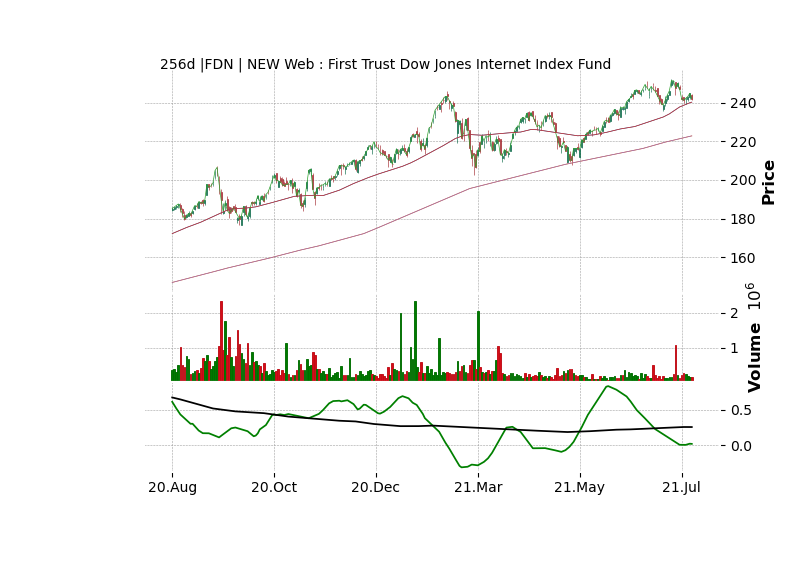 256d |FDN | NEW Web : First Trust Dow Jones Internet Index Fund
240
220
200
180
160
Price
2
1
Volume 10^6
0.5
0.0
20.Aug 20.Oct 20.Dec 21.Mar 21.May 21.Jul